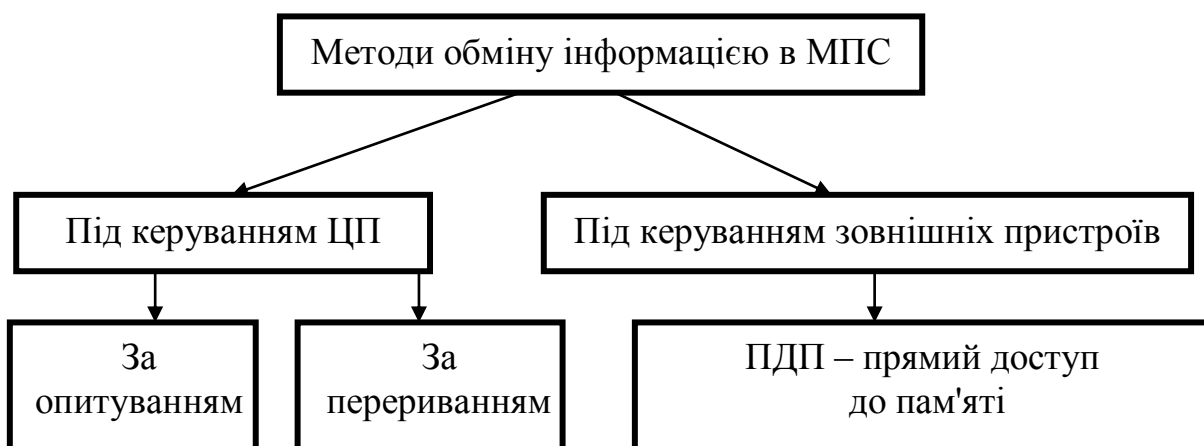 Методи обміну інформацією в МПС
Під керуванням ЦП
Під керуванням зовнішніх пристроїв
За
опитуванням
За
перериванням
ПДП – прямий доступ
до пам'яті